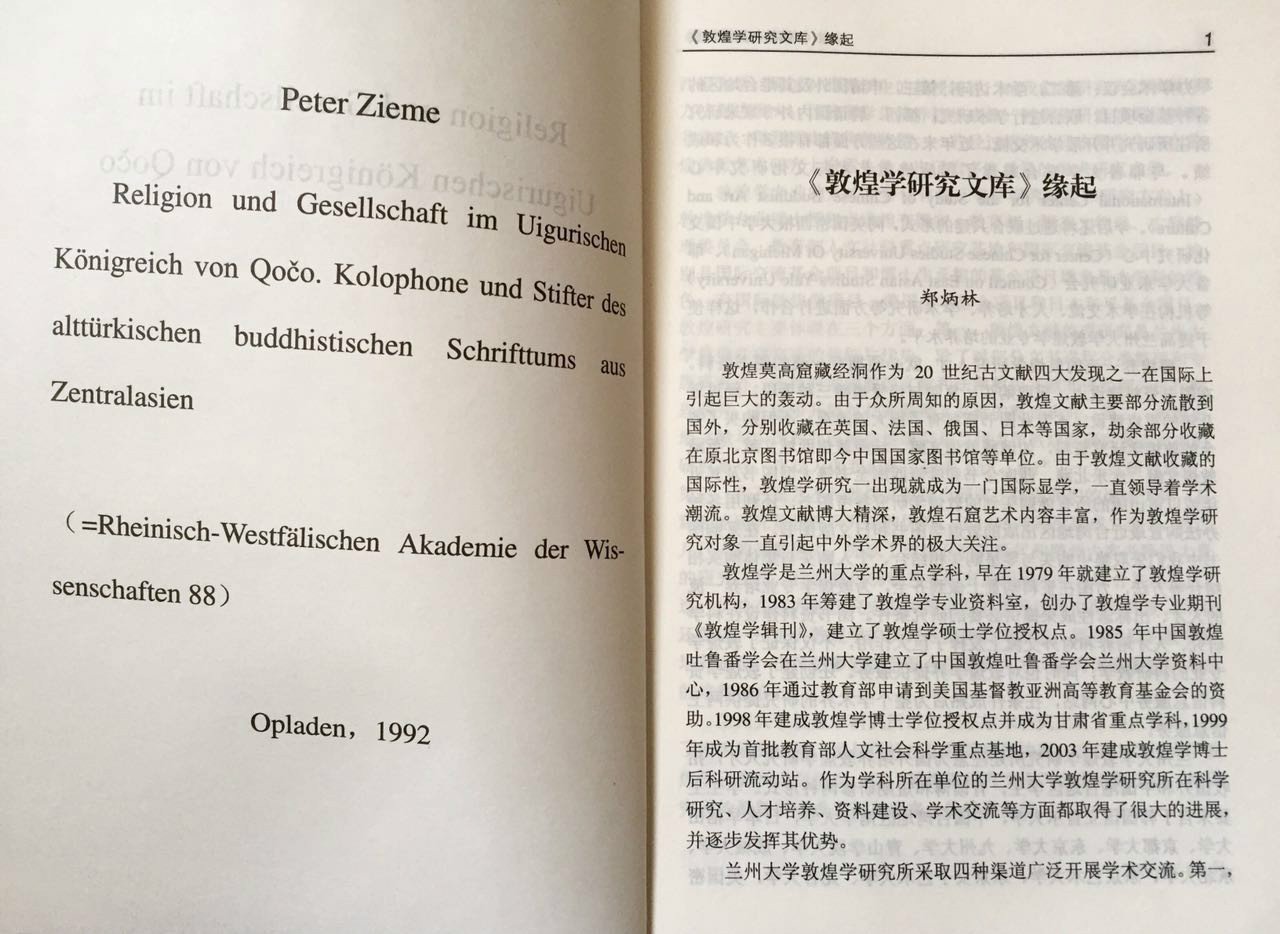 Peter Zieme
Religion und Gesellschaft im Uigurischen
Königreich von Qočo. Kolophone und Stifter des
alttürkischen buddhistischen Schrifttums aus
Zentralasien
（=Rheinisch-Westfälischen Akademie der Wis-
senschaften 88）
Opladen，1992
《敦煌学研究文库》缘起 1
《敦煌学研究文库》缘起
郑炳林
敦煌莫高窟藏经洞作为 20 世纪古文献四大发现之一在国际上
引起巨大的轰动。由于众所周知的原因，敦煌文献主要部分流散到
国外，分别收藏在英国、法国、俄国、日本等国家，劫余部分收藏
在原北京图书馆即今中国国家图书馆等单位。由于敦煌文献收藏的
国际性，敦煌学研究一出现就成为一门国际显学，一直领导着学术
潮流。敦煌文献博大精深，敦煌石窟艺术内容丰富，作为敦煌学研
究对象一直引起中外学术界的极大关注。
敦煌学是兰州大学的重点学科，早在 1979 年就建立了敦煌学研
究机构，1983 年筹建了敦煌学专业资料室，创办了敦煌学专业期刊
《敦煌学辑刊》，建立了敦煌学硕士学位授权点。1985 年中国敦煌
吐鲁番学会在兰州大学建立了中国敦煌吐鲁番学会兰州大学资料中
心，1986 年通过教育部申请到美国基督教亚洲高等教育基金会的资
助。1998 年建成敦煌学博士学位授权点并成为甘肃省重点学科，1999
年成为首批教育部人文社会科学重点基地，2003 年建成敦煌学博士
后科研流动站。作为学科所在单位的兰州大学敦煌学研究所在科学
研究、人才培养、资料建设、学术交流等方面都取得了很大的进展，
并逐步发挥其优势。
兰州大学敦煌学研究所采取四种渠道广泛开展学术交流。第一，